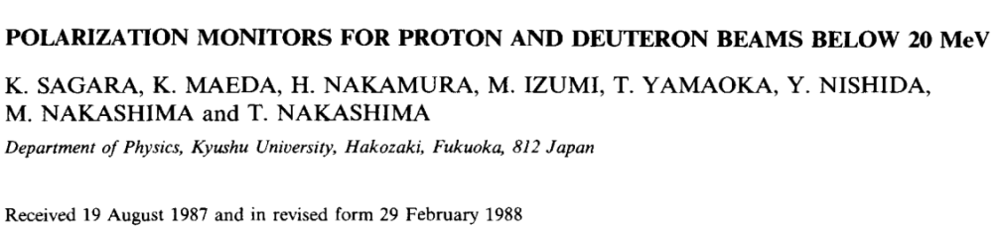 POLARIZATION MONITORS FOR PROTON AND DEUTERON BEAMS BELOW 20 MeV
K. SAGARA, K. MAEDA, H. NAKAMURA, M. IZUMI, T. YAMAOKA, Y. NISHIDA,
M. NAKASHIMA and T. NAKASHIMA
Department of Physics, Kyushu University, Hakozaki, Fukuoka, 812 Japan
Received 19 August 1987 and in revised form 29 February 1988